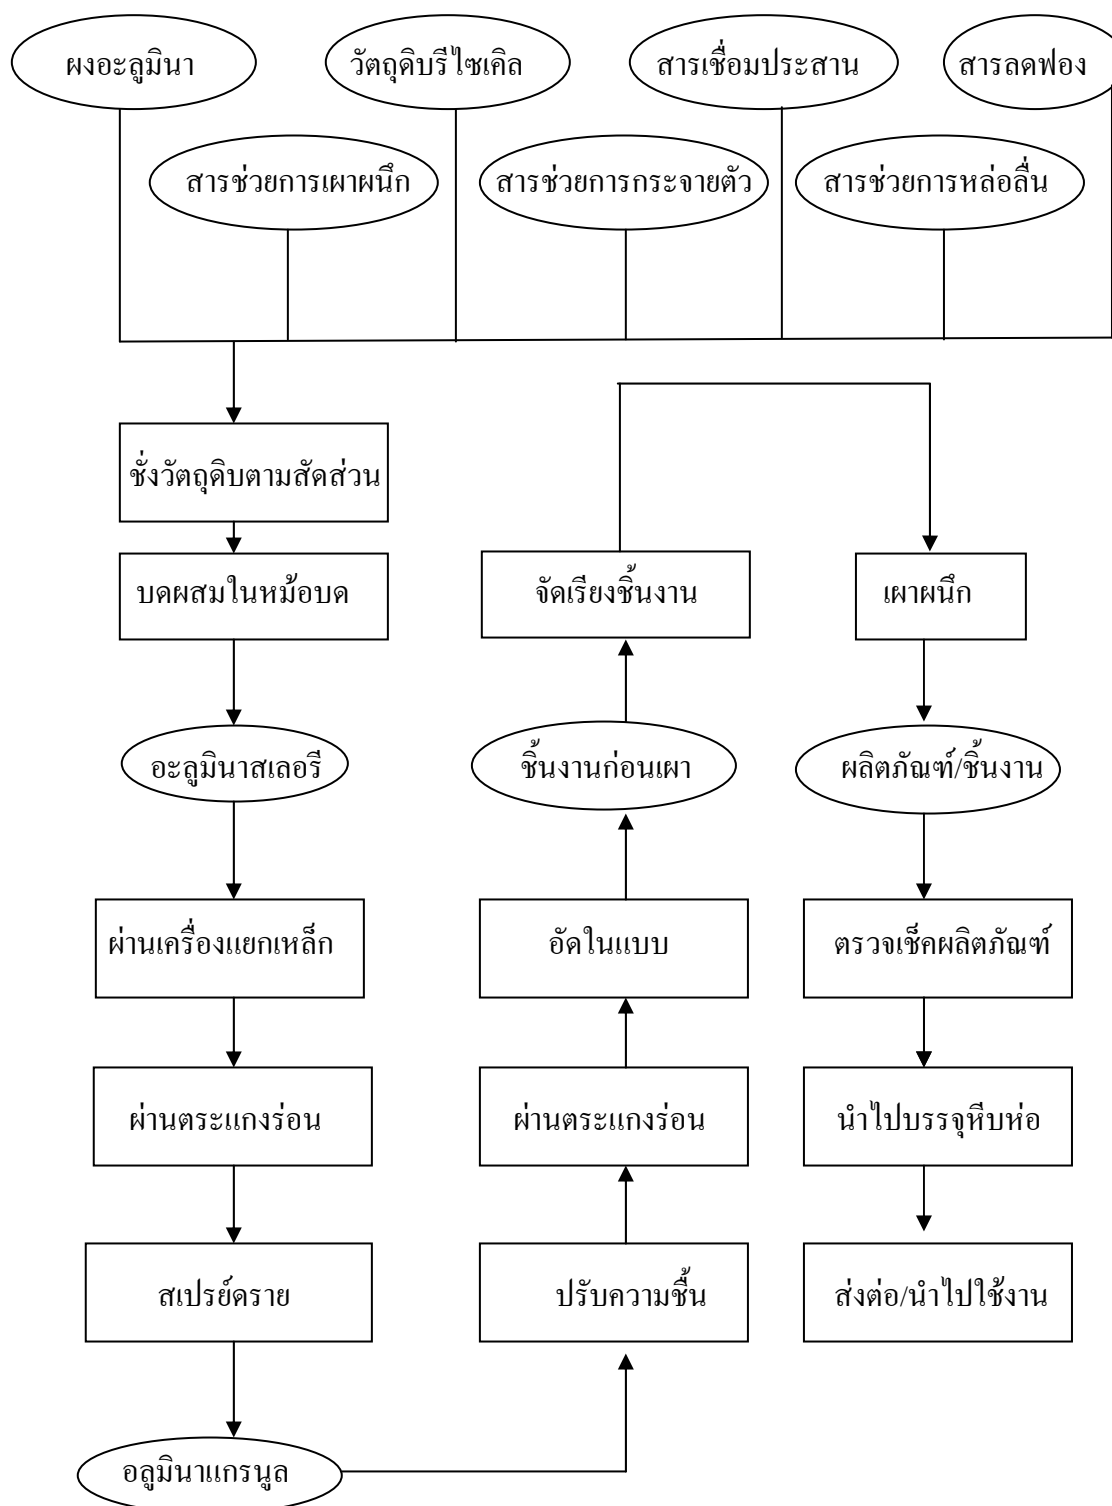 ผงอะลูมินา
วัตถุดิบรีไซเคิล
สารเชื่อมประสาน
สารลดฟอง
สารช่วยการเผาผนึก
สารช่วยการกระจายตัว
สารช่วยการหล่อลื่น
ชั่งวัตถุดิบตามสัดส่วน
บดผสมในหม้อบด
อะลูมินาสเลอรี
ผ่านเครื่องแยกเหล็ก
ผ่านตระแกงร่อน
สเปรย์ดราย
อลูมินาแกรนูล
ปรับความชื้น
ผ่านตระแกงร่อน
อัดในแบบ
ชิ้นงานก่อนเผา
จัดเรียงชิ้นงาน
เผาผนึก
ผลิตภัณฑ์/ชิ้นงาน
ตรวจเช็คผลิตภัณฑ์
นำไปบรรจุหีบห่อ
ส่งต่อ/นำไปใช้งาน